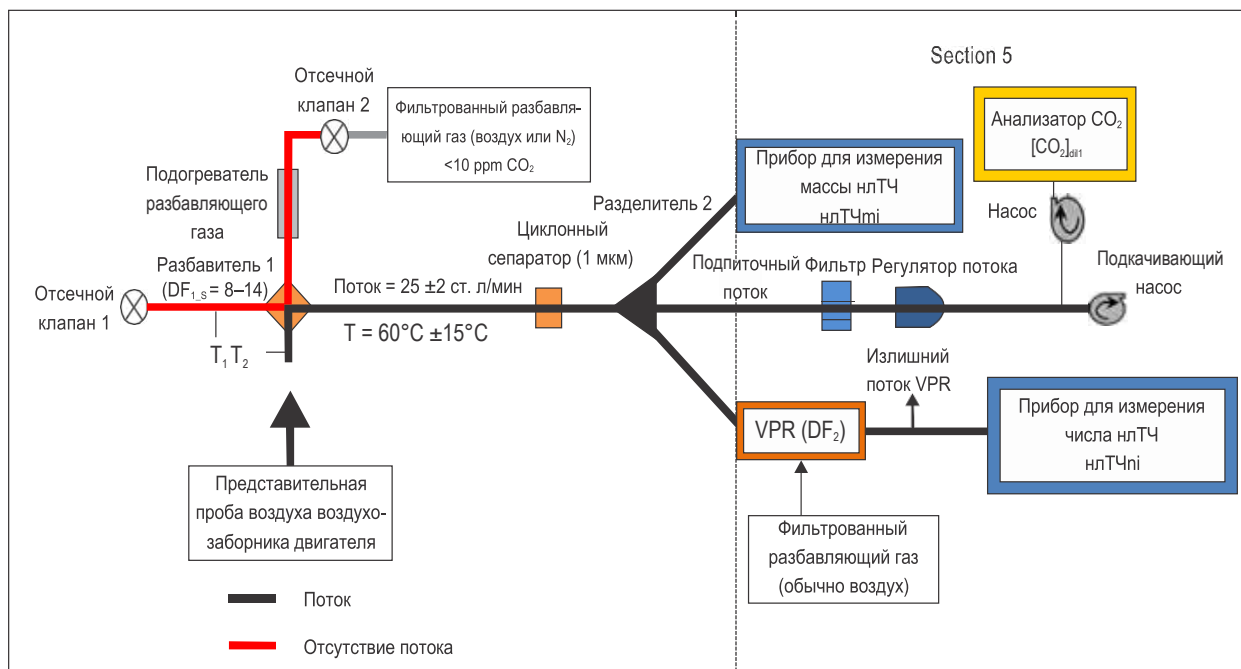 Section 5
Отсечной
клапан 2
Фильтрованный разбавля-
ющий газ (воздух или N₂)
<10 ppm CO₂
Анализатор CO₂
[CO₂]dil1
Прибор для измерения
массы нлТЧ
нлТЧmi
Подогреватель
разбавляющего
газа
Разделитель 2
Насос
Циклонный
сепаратор (1 мкм)
Разбавитель 1
(DF1_S = 8–14)
Поток = 25 ±2 ст. л/мин
Подпиточный
поток
Фильтр
Регулятор потока
Подкачивающий
насос
Отсечной
клапан 1
T = 60°C ±15°C
T₁ T₂
Излишний
поток VPR
VPR (DF₂)
Прибор для измерения
числа нлТЧ
нлТЧni
Представительная
проба воздуха воздухо-
заборника двигателя
Фильтрованный
разбавляющий газ
(обычно воздух)
Поток
Отсутствие потока